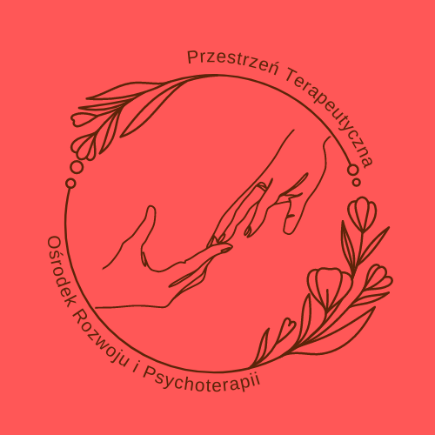 Przestrzeń Terapeutyczna
Ośrodek Rozwoju i Psychoterapii